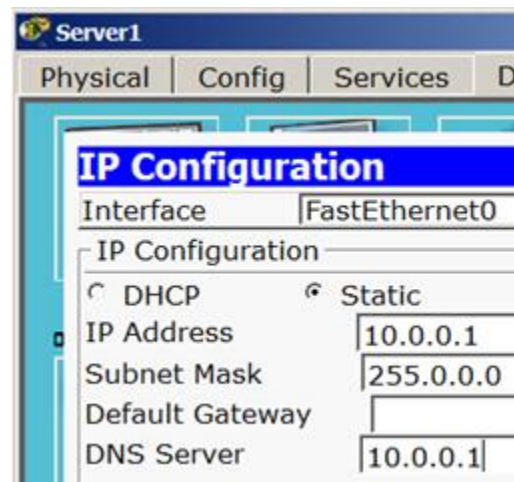 Server1
Physical Config Services D
IP Configuration
Interface FastEthernet0
IP Configuration
DHCP Static
IP Address 10.0.0.1
Subnet Mask 255.0.0.0
Default Gateway
DNS Server 10.0.0.1